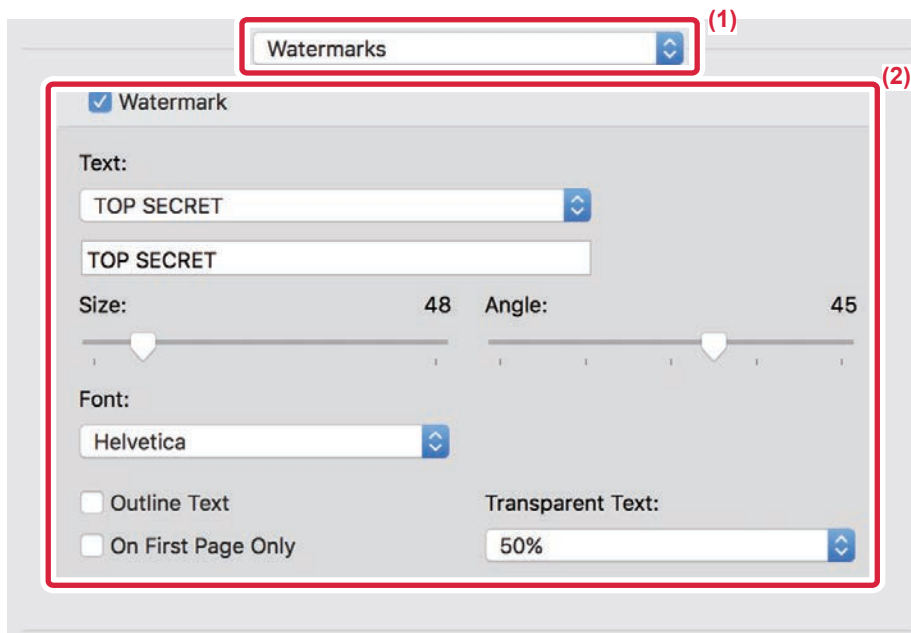 (1)
Watermarks
(2)
Watermark
Text:
TOP SECRET
TOP SECRET
Size: 48 Angle: 45
Font:
Helvetica
Outline Text Transparent Text:
On First Page Only 50%